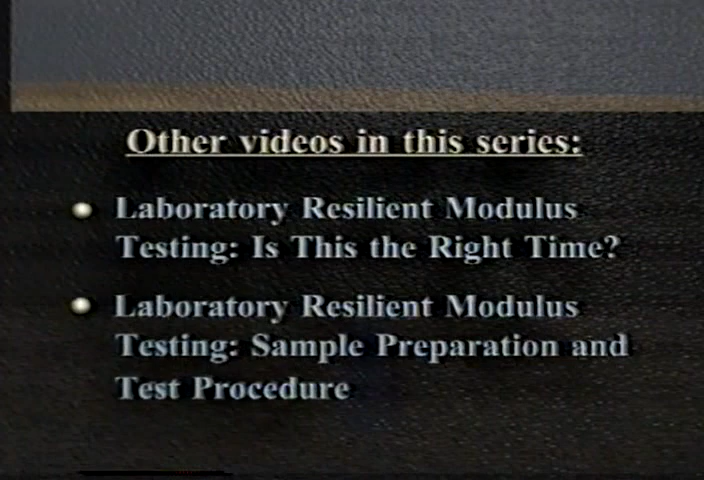 Other videos in this series:
Laboratory Resilient Modulus
Testing: Is This the Right Time?
Laboratory Resilient Modulus
Testing: Sample Preparation and
Test Procedure